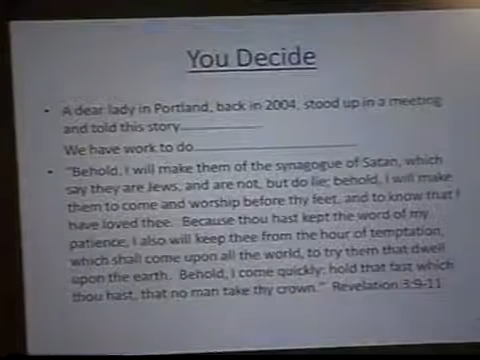 You Decide
• A dear lady in Portland, back in 2004, stood up in a meeting
and told this story____________
We have work to do________________________
• "Behold, I will make them of the synagogue of Satan, which
say they are Jews, and are not, but do lie; behold, I will make
them to come and worship before thy feet, and to know that I
have loved thee. Because thou hast kept the word of my
patience, I also will keep thee from the hour of temptation,
which shall come upon all the world, to try them that dwell
upon the earth. Behold, I come quickly: hold that fast which
thou hast, that no man take thy crown." Revelation 3:9-11